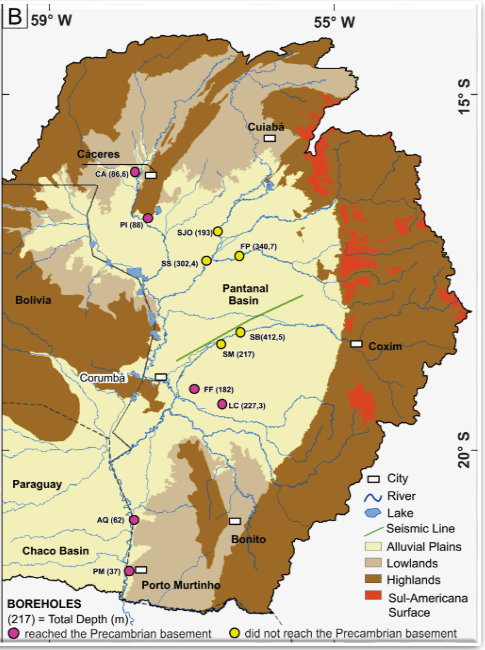 B
59° W
55° W
15° S
Cuiabá
Cáceres
CA (86,6)
PI (88)
SJO (193)
FP (340,7)
SS (302,4)
Pantanal
Basin
Bolivia
SB(412,5)
SM (217)
Coxim
Corumbá
FF (182)
LC (227,3)
20° S
Paraguay
AQ (62)
Chaco Basin
Bonito
PM (37)
Porto Murtinho
City
River
Lake
Seismic Line
Alluvial Plains
Lowlands
Highlands
Sul-Americana
Surface
BOREHOLES
(217) = Total Depth (m)
reached the Precambrian basement
did not reach the Precambrian basement